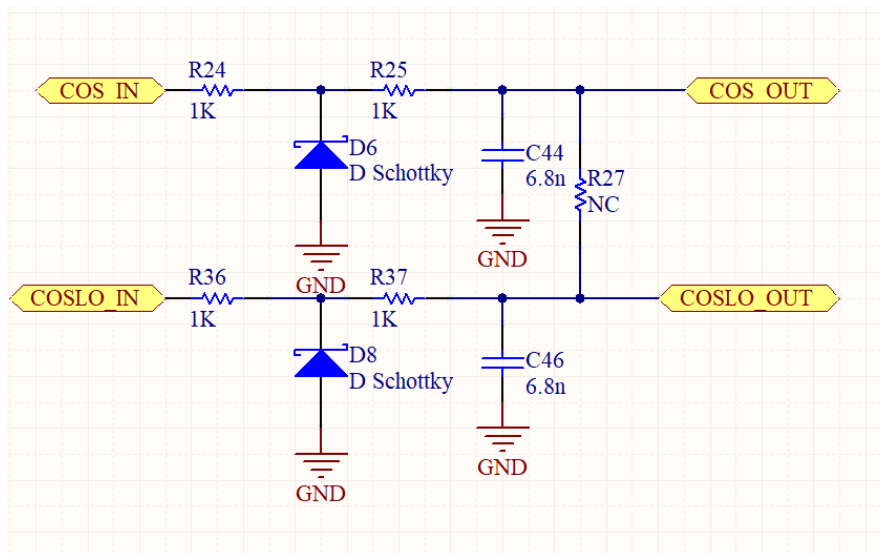 R24
R25
COS_IN
COS_OUT
1K
1K
D6
D Schottky
C44
6.8n
R27
NC
GND
GND
R36
R37
COSLO_IN
COSLO_OUT
1K
1K
D8
D Schottky
C46
6.8n
GND
GND